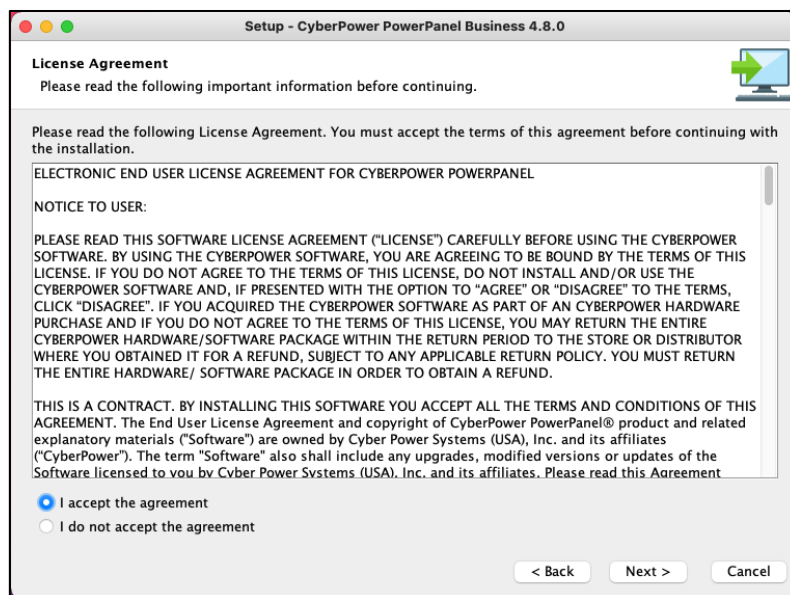 Setup - CyberPower PowerPanel Business 4.8.0
License Agreement
Please read the following important information before continuing.
Please read the following License Agreement. You must accept the terms of this agreement before continuing with
the installation.
ELECTRONIC END USER LICENSE AGREEMENT FOR CYBERPOWER POWERPANEL
NOTICE TO USER:
PLEASE READ THIS SOFTWARE LICENSE AGREEMENT (“LICENSE”) CAREFULLY BEFORE USING THE CYBERPOWER
SOFTWARE. BY USING THE CYBERPOWER SOFTWARE, YOU ARE AGREEING TO BE BOUND BY THE TERMS OF THIS
LICENSE. IF YOU DO NOT AGREE TO THE TERMS OF THIS LICENSE, DO NOT INSTALL AND/OR USE THE
CYBERPOWER SOFTWARE AND, IF PRESENTED WITH THE OPTION TO “AGREE” OR “DISAGREE” TO THE TERMS,
CLICK “DISAGREE”. IF YOU ACQUIRED THE CYBERPOWER SOFTWARE AS PART OF AN CYBERPOWER HARDWARE
PURCHASE AND IF YOU DO NOT AGREE TO THE TERMS OF THIS LICENSE, YOU MAY RETURN THE ENTIRE
CYBERPOWER HARDWARE/SOFTWARE PACKAGE WITHIN THE RETURN PERIOD TO THE STORE OR DISTRIBUTOR
WHERE YOU OBTAINED IT FOR A REFUND, SUBJECT TO ANY APPLICABLE RETURN POLICY. YOU MUST RETURN
THE ENTIRE HARDWARE/ SOFTWARE PACKAGE IN ORDER TO OBTAIN A REFUND.
THIS IS A CONTRACT. BY INSTALLING THIS SOFTWARE YOU ACCEPT ALL THE TERMS AND CONDITIONS OF THIS
AGREEMENT. The End User License Agreement and copyright of CyberPower PowerPanel® product and related
explanatory materials ("Software") are owned by Cyber Power Systems (USA), Inc. and its affiliates
(“CyberPower”). The term "Software" also shall include any upgrades, modified versions or updates of the
Software licensed to you by Cyber Power Systems (USA), Inc. and its affiliates. Please read this Agreement
I accept the agreement
I do not accept the agreement
< Back
Next >
Cancel